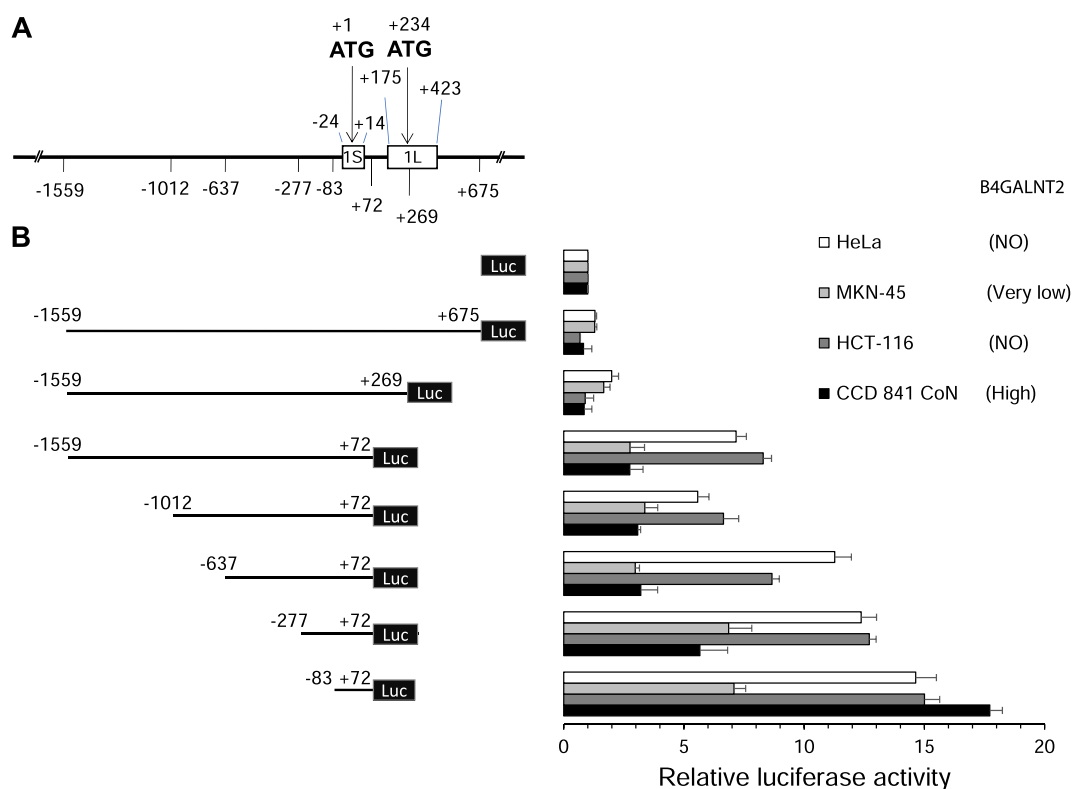 A
+1 +234
ATG ATG
+175
+423
-24 +14
1S 1L
-1559 -1012 -637 -277 -83 +72 +269 +675
B4GALNT2
B
HeLa (NO)
MKN-45 (Very low)
HCT-116 (NO)
CCD 841 CoN (High)
Luc
-1559 +675 Luc
-1559 +269 Luc
-1559 +72 Luc
-1012 +72 Luc
-637 +72 Luc
-277 +72 Luc
-83 +72 Luc
0 5 10 15 20
Relative luciferase activity